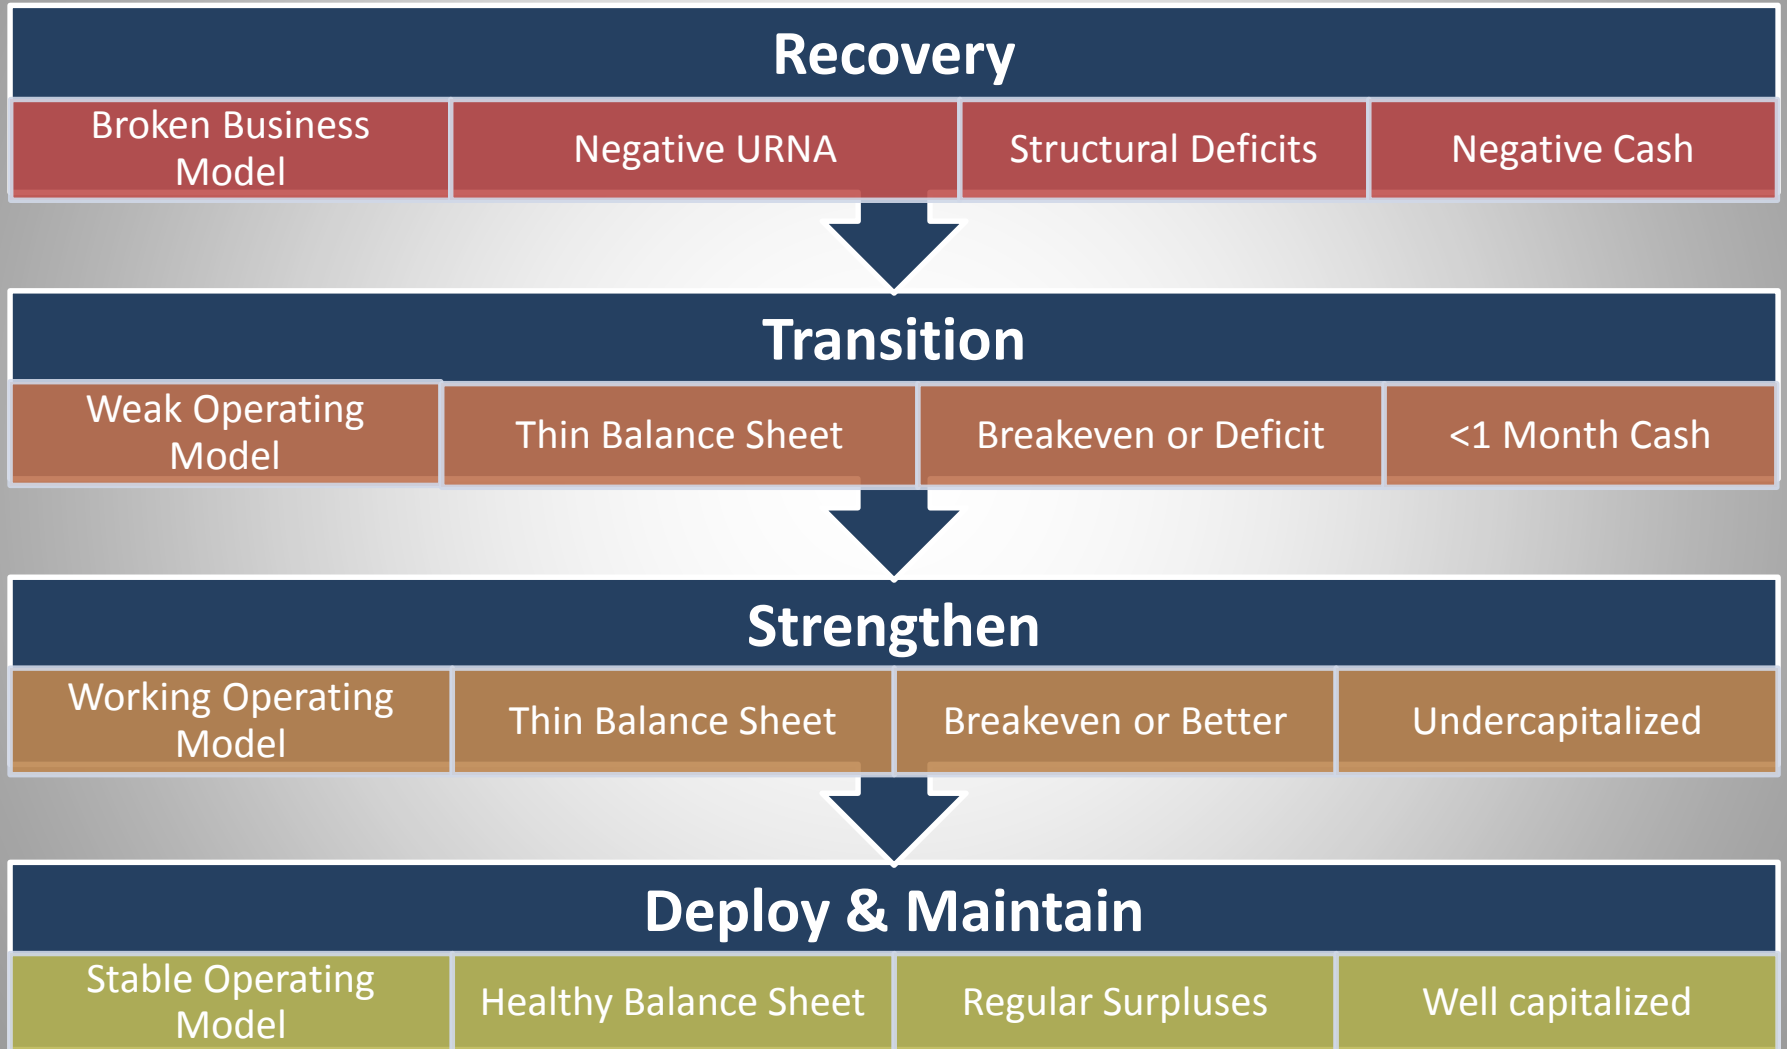 Recovery
Broken Business
Model
Negative URNA
Structural Deficits
Negative Cash
Transition
Weak Operating
Model
Thin Balance Sheet
Breakeven or Deficit
<1 Month Cash
Strengthen
Working Operating
Model
Thin Balance Sheet
Breakeven or Better
Undercapitalized
Deploy & Maintain
Stable Operating
Model
Healthy Balance Sheet
Regular Surpluses
Well capitalized